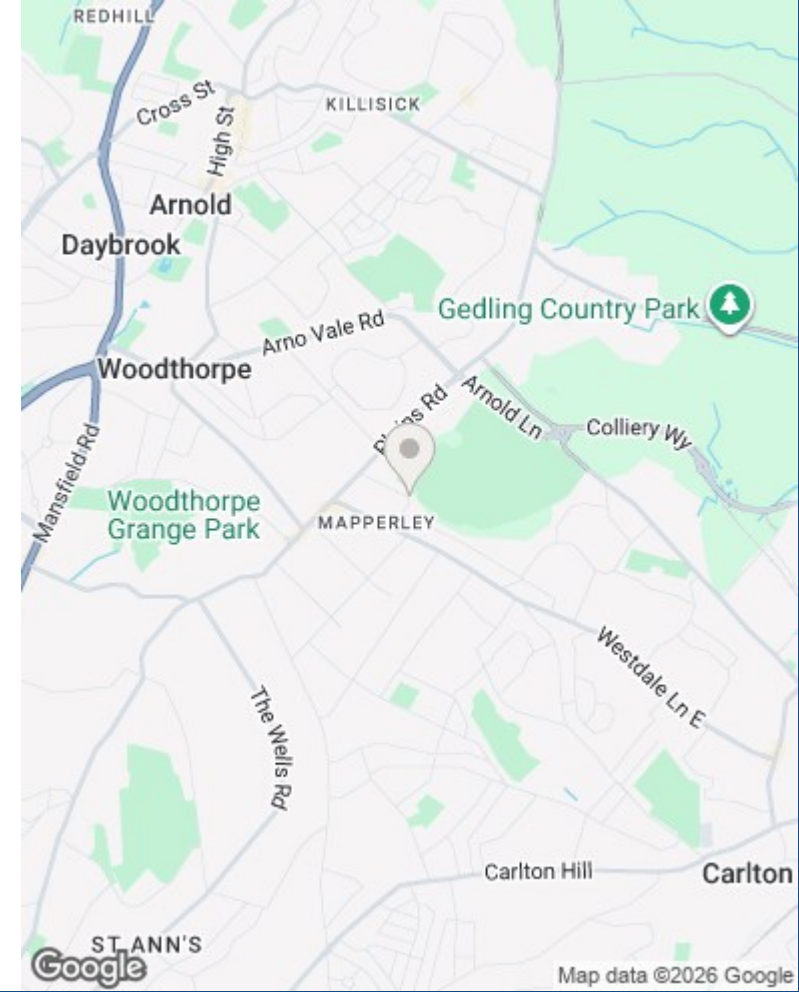 REDHILL
Cross St
KILLISICK
High St
Arnold
Daybrook
Gedling Country Park
Arno Vale Rd
Woodthorpe
Arnold Ln
Plains Rd
Colliery Wy
Mansfield Rd
Woodthorpe
Grange Park
MAPPERLEY
Westdale Ln E
The Wells Rd
Carlton Hill
Carlton
ST ANN'S
Google
Map data ©2026 Google